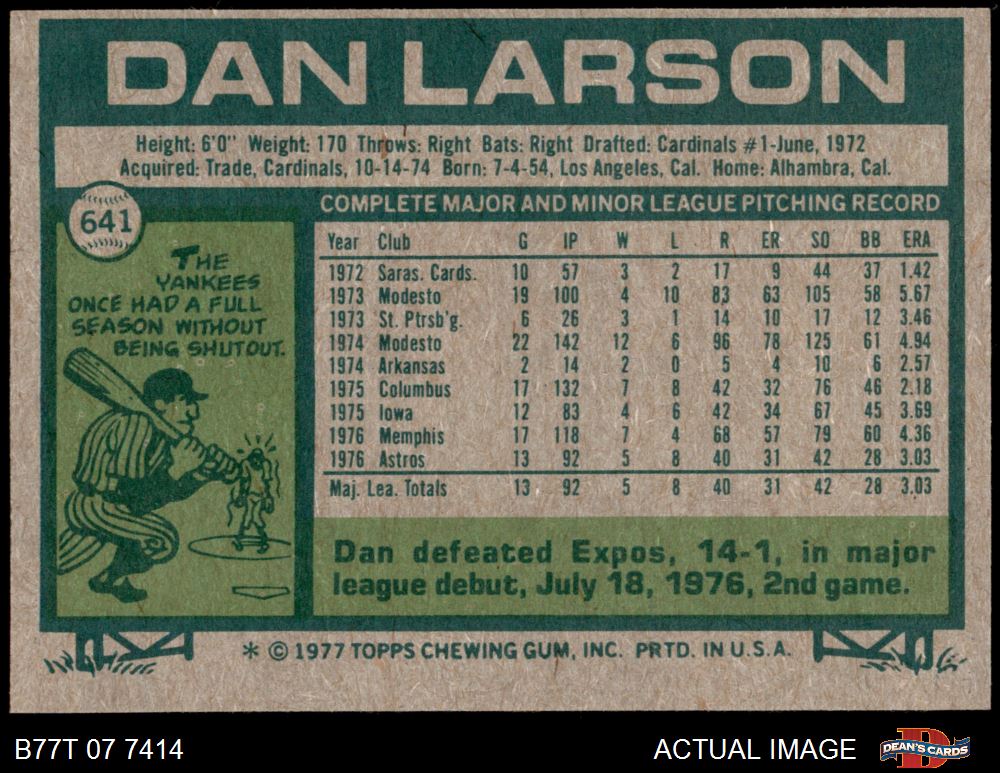 DAN LARSON
Height: 6'0" Weight: 170 Throws: Right Bats: Right Drafted: Cardinals #1-June, 1972
Acquired: Trade, Cardinals, 10-14-74 Born: 7-4-54, Los Angeles, Cal. Home: Alhambra, Cal.
641
THE
YANKEES
ONCE HAD A FULL
SEASON WITHOUT
BEING SHUTOUT.
COMPLETE MAJOR AND MINOR LEAGUE PITCHING RECORD
Year Club G IP W L R ER SO BB ERA
1972 Saras. Cards. 10 57 3 2 17 9 44 37 1.42
1973 Modesto 19 100 4 10 83 63 105 58 5.67
1973 St. Ptrsb'g. 6 26 3 1 14 10 17 12 3.46
1974 Modesto 22 142 12 6 96 78 125 61 4.94
1974 Arkansas 2 14 2 0 5 4 10 6 2.57
1975 Columbus 17 132 7 8 42 32 76 46 2.18
1975 Iowa 12 83 4 6 42 34 67 45 3.69
1976 Memphis 17 118 7 4 68 57 79 60 4.36
1976 Astros 13 92 5 8 40 31 42 28 3.03
Maj. Lea. Totals 13 92 5 8 40 31 42 28 3.03
Dan defeated Expos, 14-1, in major
league debut, July 18, 1976, 2nd game.
* © 1977 TOPPS CHEWING GUM, INC. PRTD. IN U.S.A.
B77T 07 7414 ACTUAL IMAGE
DEAN'S CARDS